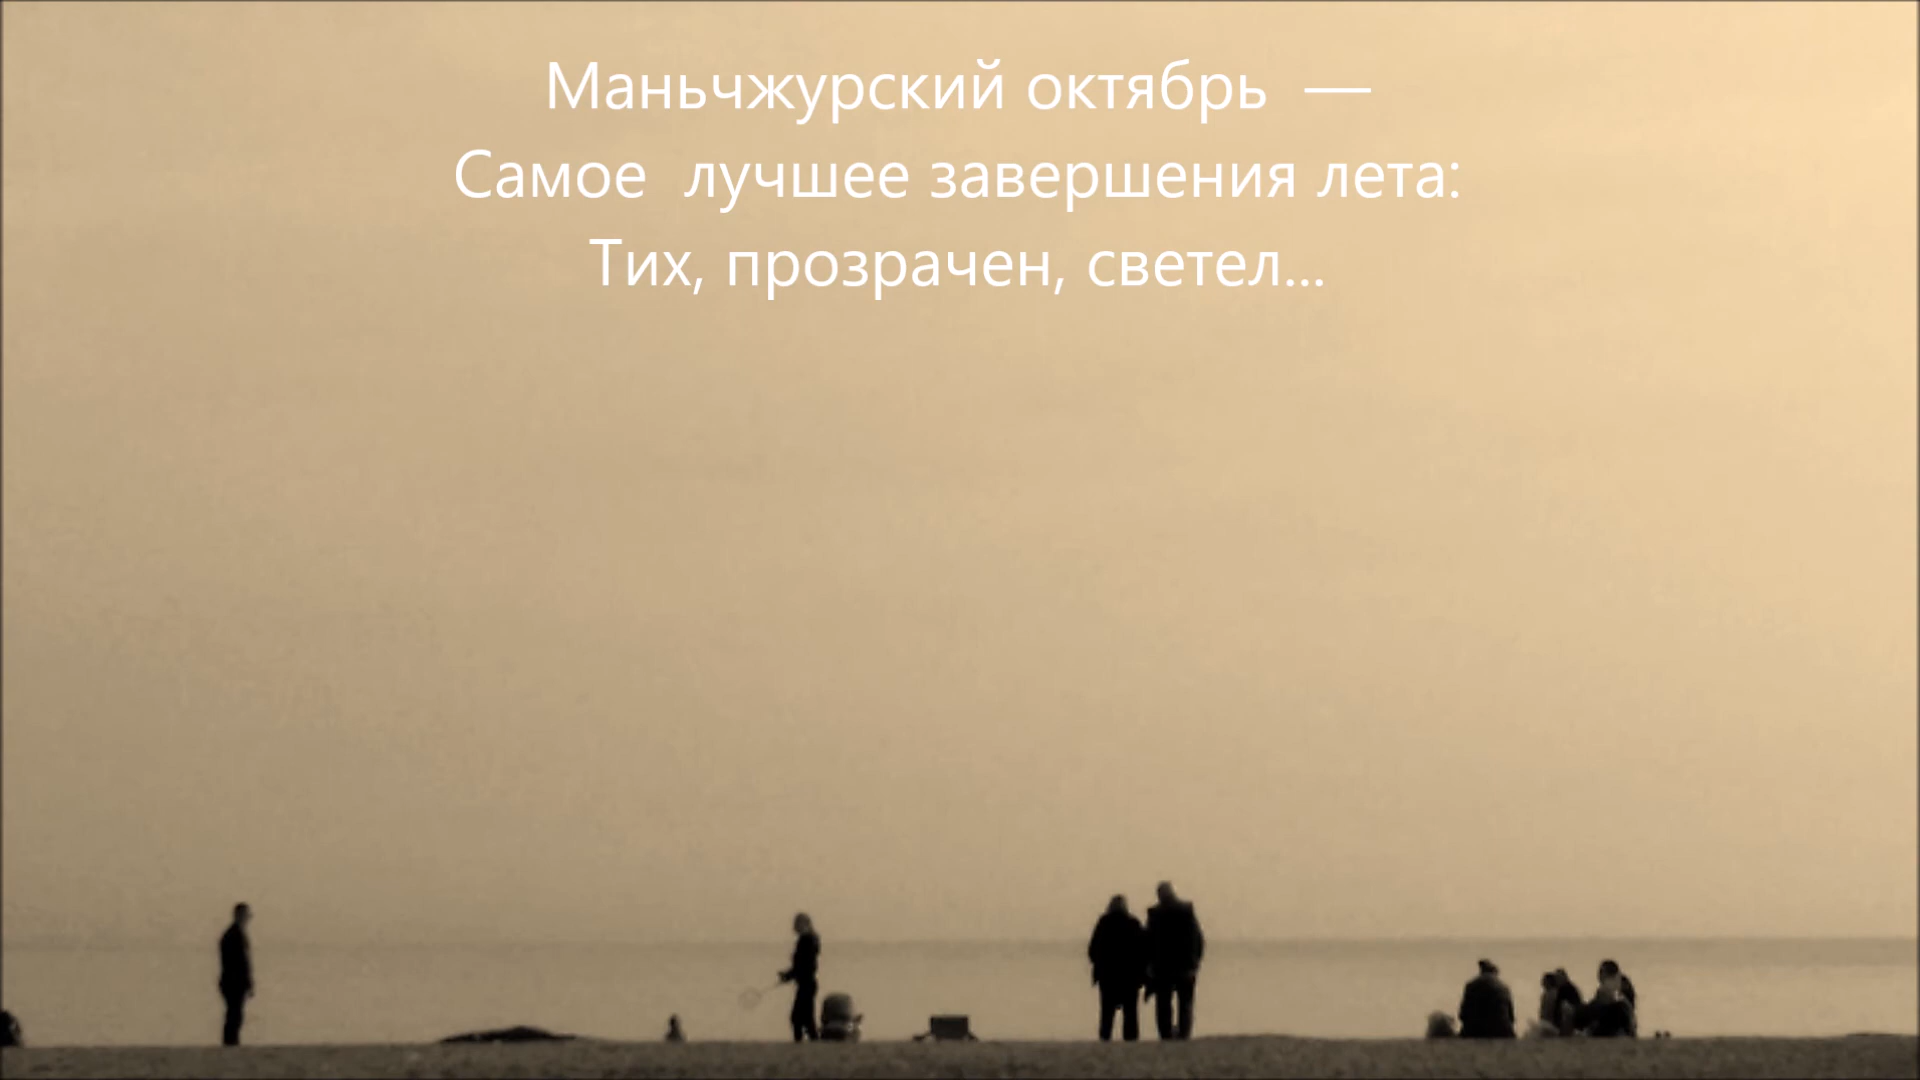 Маньчжурский октябрь —
Самое лучшее завершения лета:
Тих, прозрачен, светел...